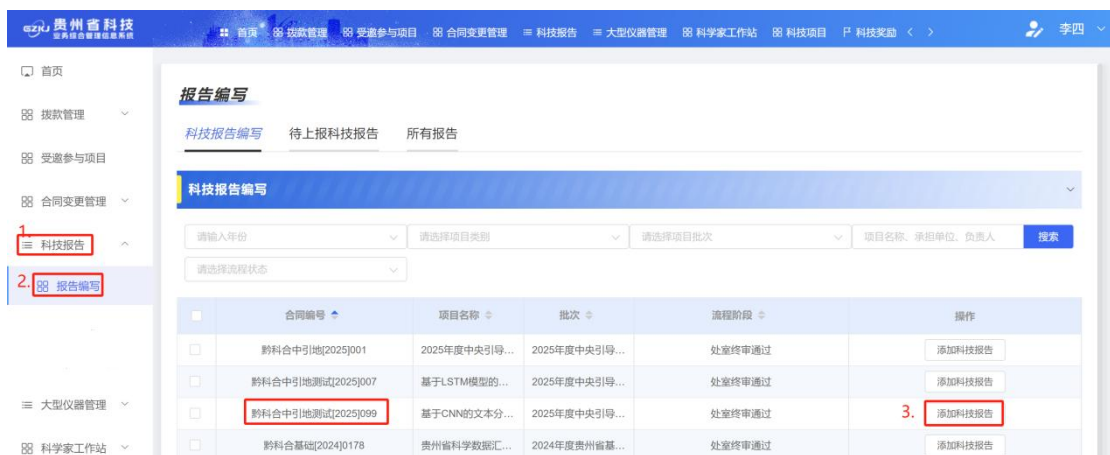 GZKJ 贵州省科技
业务综合管理信息系统
首页 拨款管理 受邀参与项目 合同变更管理 科技报告 大型仪器管理 科学家工作站 科技项目 科技奖励 < > 李四
首页
拨款管理
受邀参与项目
合同变更管理
1.
科技报告
2. 报告编写
大型仪器管理
科学家工作站
报告编写
科技报告编写 待上报科技报告 所有报告
科技报告编写
请输入年份 请选择项目类别 请选择项目批次 项目名称、承担单位、负责人 搜索
请选择流程状态
合同编号 项目名称 批次 流程阶段 操作
黔科合中引地[2025]001 2025年度中央引导... 2025年度中央引导... 处室终审通过 添加科技报告
黔科合中引地测试[2025]007 基于LSTM模型的... 2025年度中央引导... 处室终审通过 添加科技报告
黔科合中引地测试[2025]099 基于CNN的文本分... 2025年度中央引导... 处室终审通过 3. 添加科技报告
黔科合基础[2024]0178 贵州省科学数据汇... 2024年度贵州省基... 处室终审通过 添加科技报告